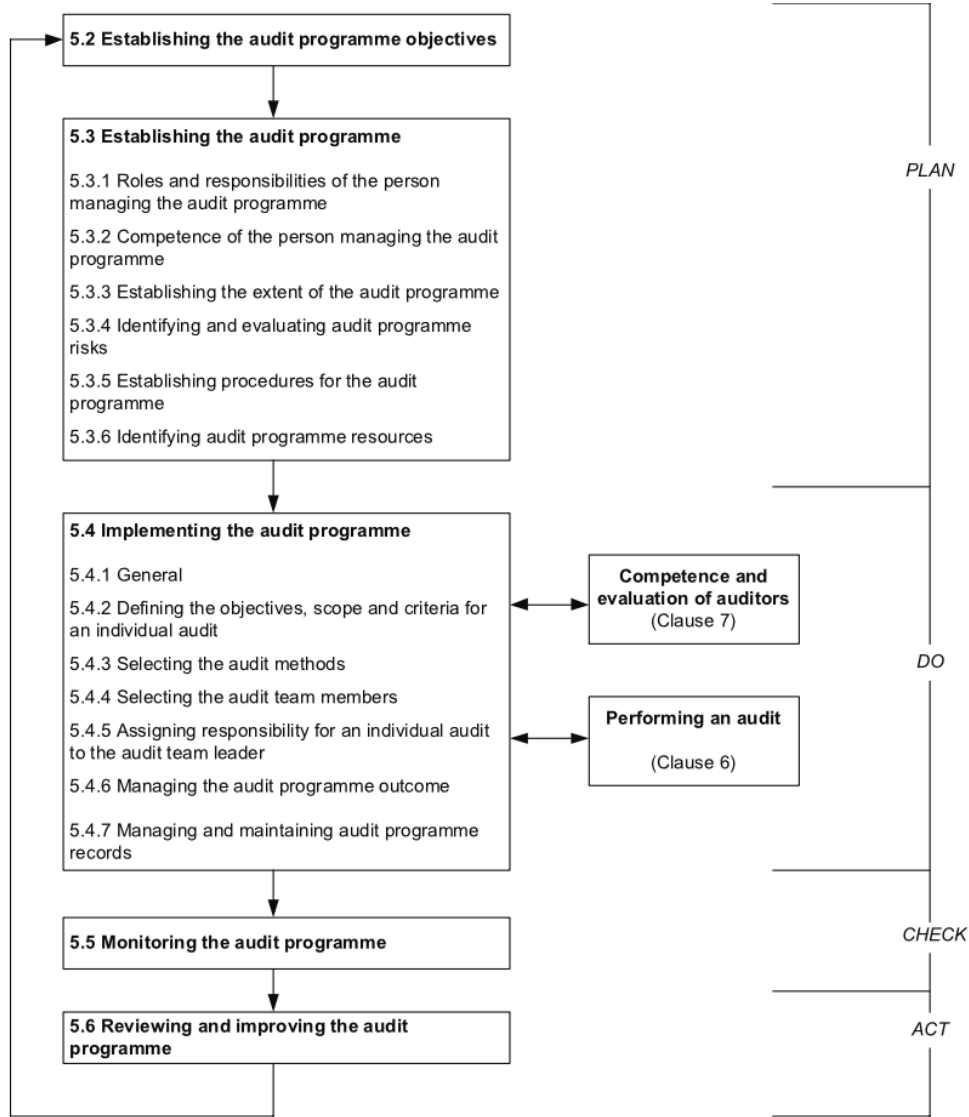 5.2 Establishing the audit programme objectives
5.3 Establishing the audit programme
5.3.1 Roles and responsibilities of the person
managing the audit programme
5.3.2 Competence of the person managing the audit
programme
5.3.3 Establishing the extent of the audit programme
5.3.4 Identifying and evaluating audit programme
risks
5.3.5 Establishing procedures for the audit
programme
5.3.6 Identifying audit programme resources
PLAN
5.4 Implementing the audit programme
5.4.1 General
5.4.2 Defining the objectives, scope and criteria for
an individual audit
5.4.3 Selecting the audit methods
5.4.4 Selecting the audit team members
5.4.5 Assigning responsibility for an individual audit
to the audit team leader
5.4.6 Managing the audit programme outcome
5.4.7 Managing and maintaining audit programme
records
Competence and
evaluation of auditors
(Clause 7)
Performing an audit
(Clause 6)
DO
5.5 Monitoring the audit programme
CHECK
5.6 Reviewing and improving the audit
programme
ACT